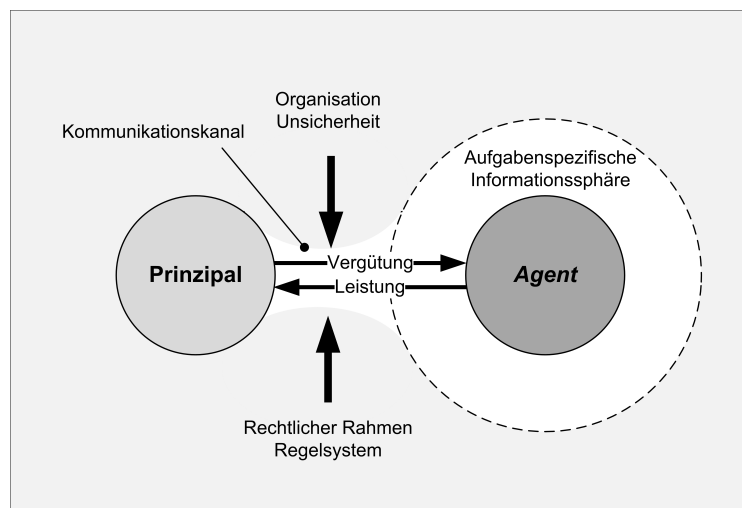 Organisation
Unsicherheit
Kommunikationskanal
Aufgabenspezifische
Informationssphäre
Prinzipal
Vergütung
Leistung
Agent
Rechtlicher Rahmen
Regelsystem